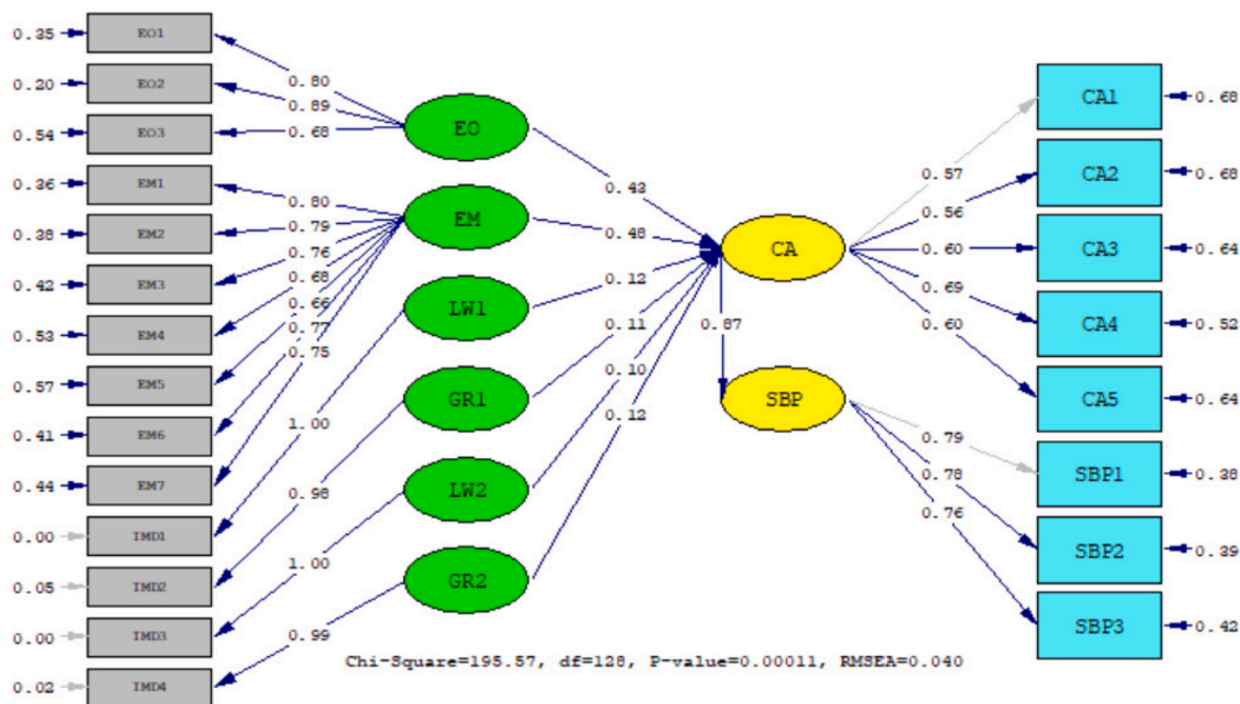 0.35 EO1
0.20 EO2
0.54 EO3
0.36 EM1
0.38 EM2
0.42 EM3
0.53 EM4
0.57 EM5
0.41 EM6
0.44 EM7
0.00 IMD1
0.05 IMD2
0.00 IMD3
0.02 IMD4
0.80
0.89
0.68
0.80
0.79
0.76
0.68
0.66
0.77
0.75
1.00
0.98
1.00
0.99
EO
EM
LW1
GR1
LW2
GR2
0.43
0.48
0.12
0.11
0.10
0.12
CA
0.87
SBP
0.57
0.56
0.60
0.69
0.60
0.79
0.78
0.76
CA1 0.68
CA2 0.68
CA3 0.64
CA4 0.52
CA5 0.64
SBP1 0.38
SBP2 0.39
SBP3 0.42
Chi-Square=195.57, df=128, P-value=0.00011, RMSEA=0.040